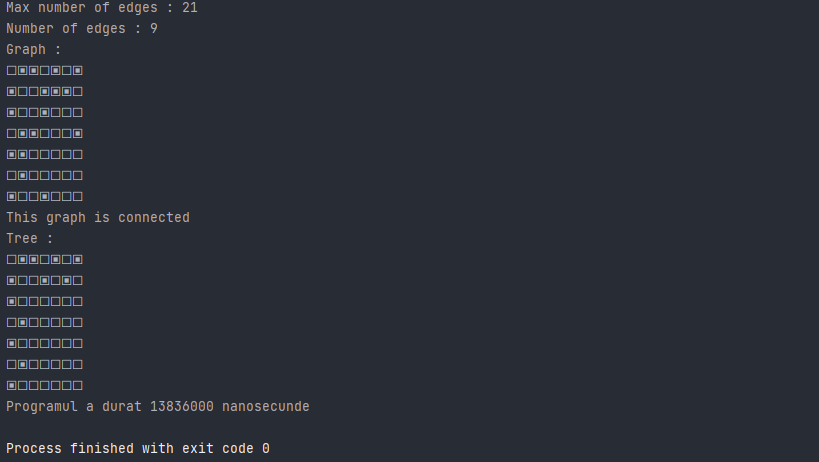 Max number of edges : 21
Number of edges : 9
Graph :
□▣▣□▣□▣
▣□□▣▣▣□
▣□□▣□□□
□▣▣□□□▣
▣▣□□□□□
□▣□□□□□
▣□□▣□□□
This graph is connected
Tree :
□▣▣□▣□▣
▣□□▣□▣□
▣□□□□□□
□▣□□□□□
▣□□□□□□
□▣□□□□□
▣□□□□□□
Programul a durat 13836000 nanosecunde
Process finished with exit code 0